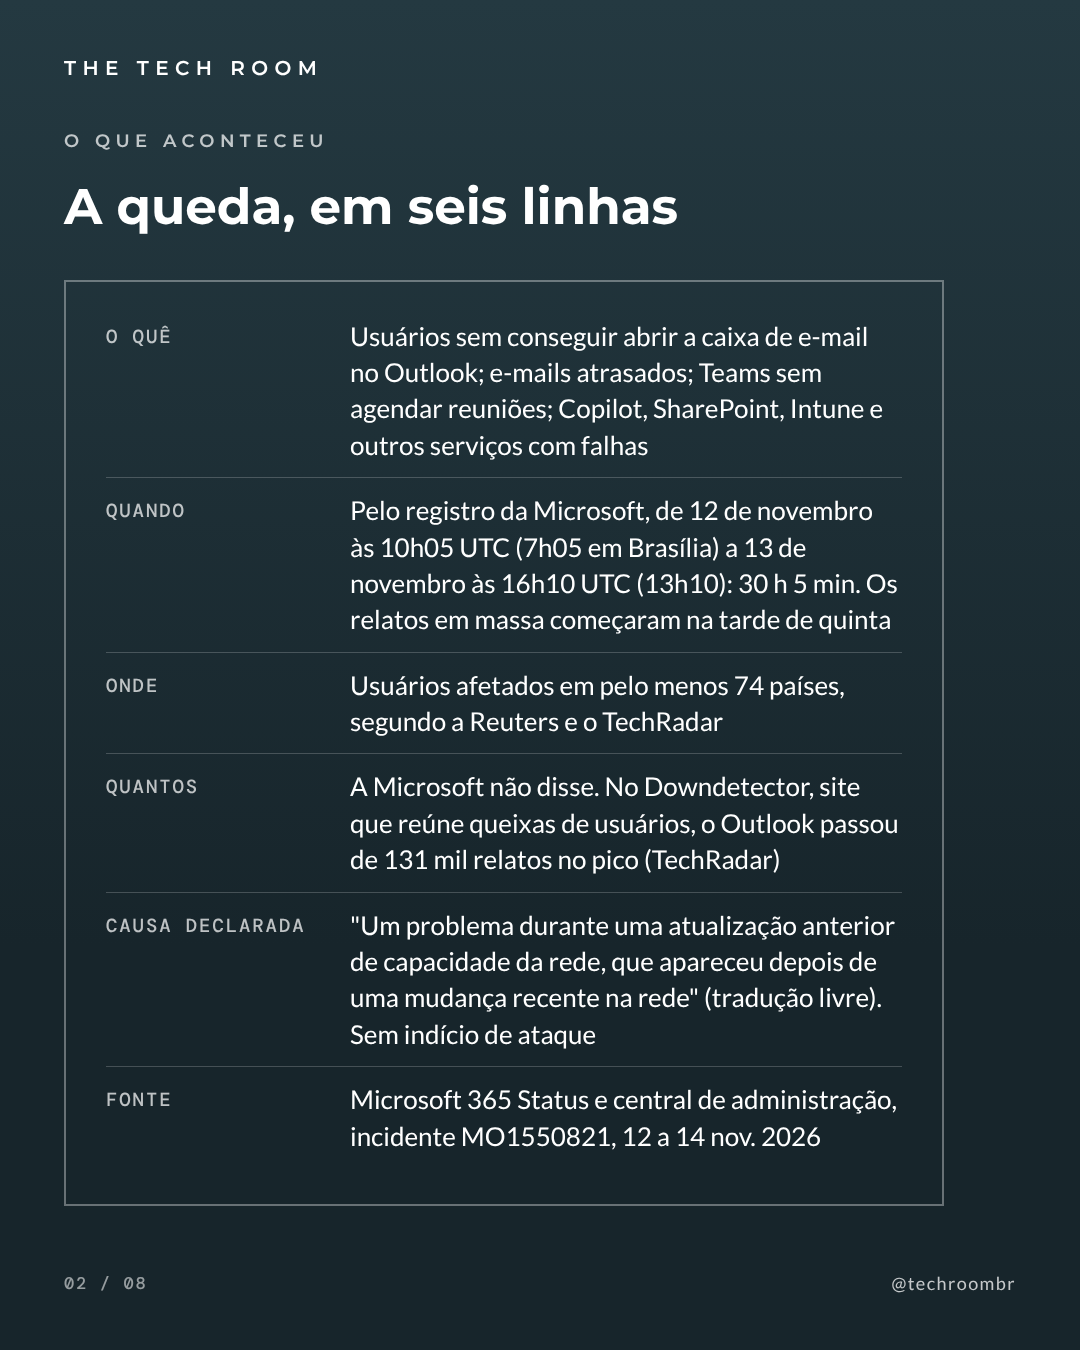 THE TECH ROOM
O QUE ACONTECEU
A queda, em seis linhas
O QUÊ
Usuários sem conseguir abrir a caixa de e-mail
no Outlook; e-mails atrasados; Teams sem
agendar reuniões; Copilot, SharePoint, Intune e
outros serviços com falhas
QUANDO
Pelo registro da Microsoft, de 12 de novembro
às 10h05 UTC (7h05 em Brasília) a 13 de
novembro às 16h10 UTC (13h10): 30 h 5 min. Os
relatos em massa começaram na tarde de quinta
ONDE
Usuários afetados em pelo menos 74 países,
segundo a Reuters e o TechRadar
QUANTOS
A Microsoft não disse. No Downdetector, site
que reúne queixas de usuários, o Outlook passou
de 131 mil relatos no pico (TechRadar)
CAUSA DECLARADA
"Um problema durante uma atualização anterior
de capacidade da rede, que apareceu depois de
uma mudança recente na rede" (tradução livre).
Sem indício de ataque
FONTE
Microsoft 365 Status e central de administração,
incidente MO1550821, 12 a 14 nov. 2026
02 / 08
@techroombr